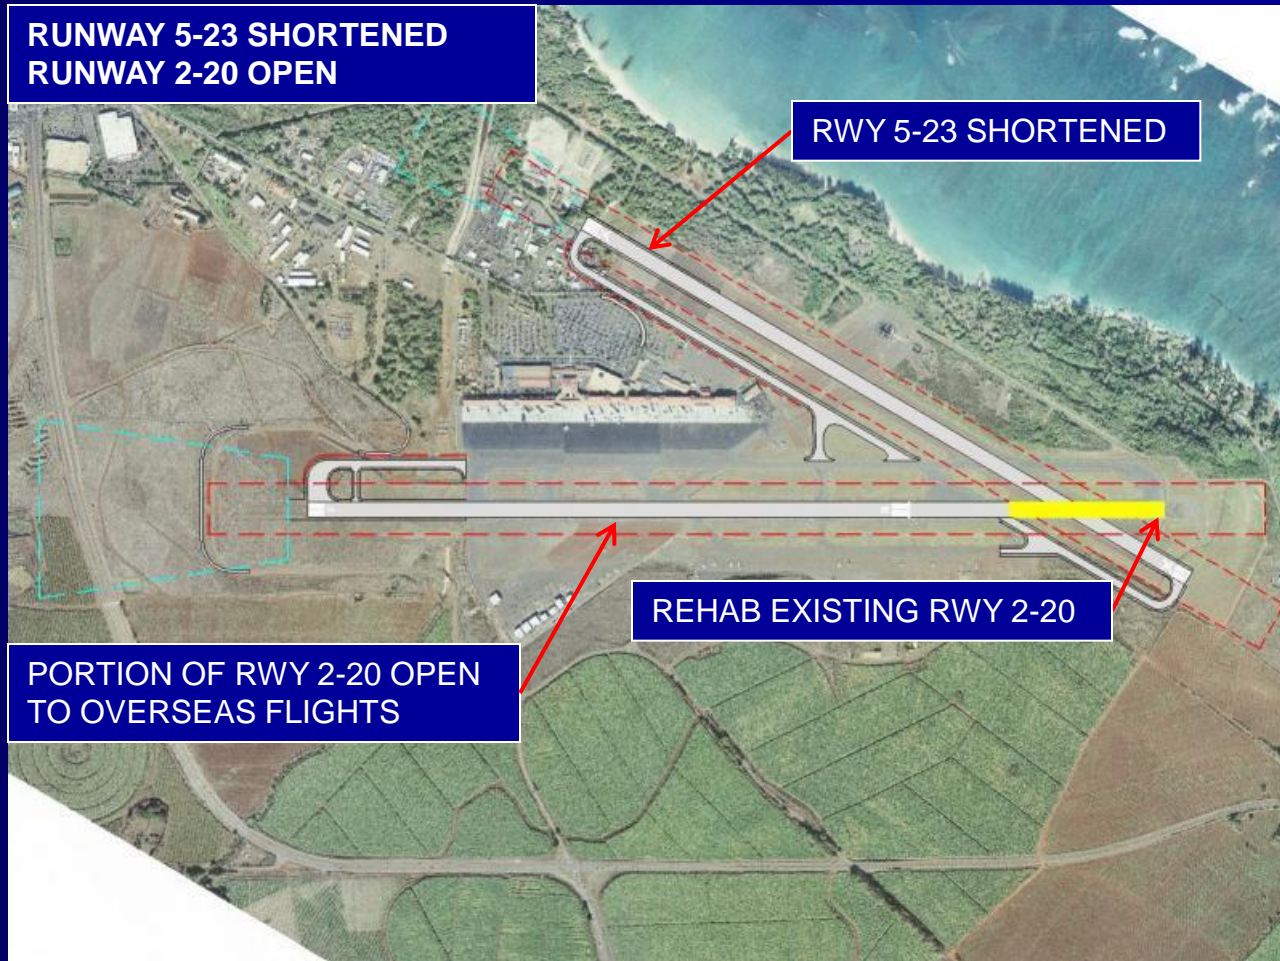 RUNWAY 5-23 SHORTENED
RUNWAY 2-20 OPEN
RWY 5-23 SHORTENED
REHAB EXISTING RWY 2-20
PORTION OF RWY 2-20 OPEN
TO OVERSEAS FLIGHTS